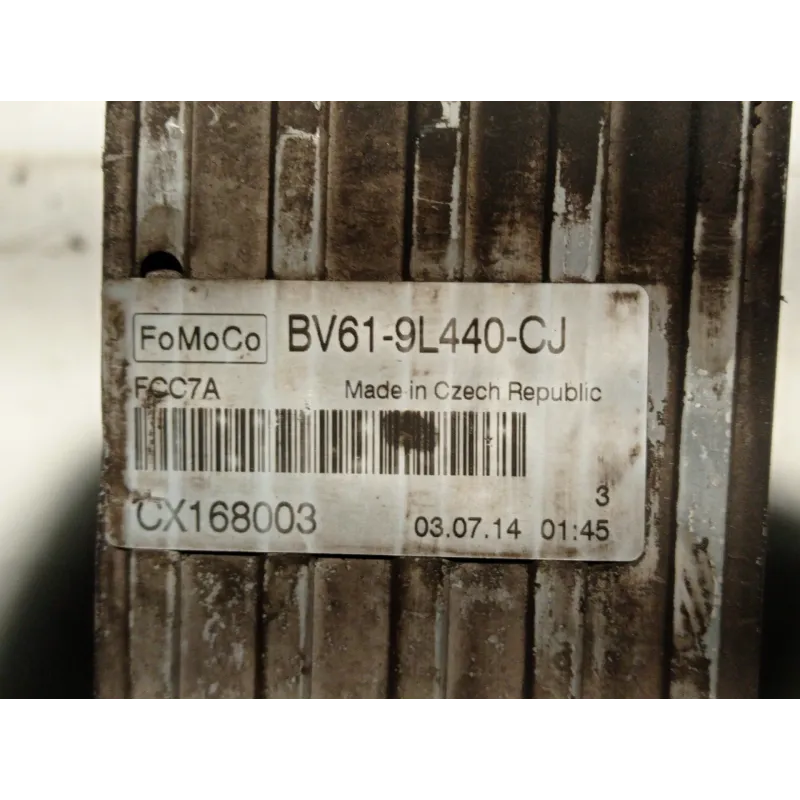 FoMoCo BV61-9L440-CJ
FCC7A Made in Czech Republic
3
CX168003 03.07.14 01:45